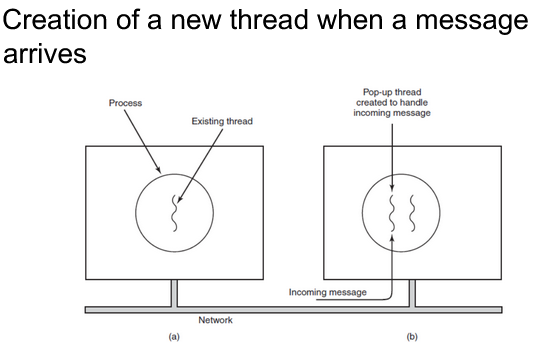 Creation of a new thread when a message
arrives
Process
Existing thread
Pop-up thread
created to handle
incoming message
Incoming message
Network
(a)
(b)